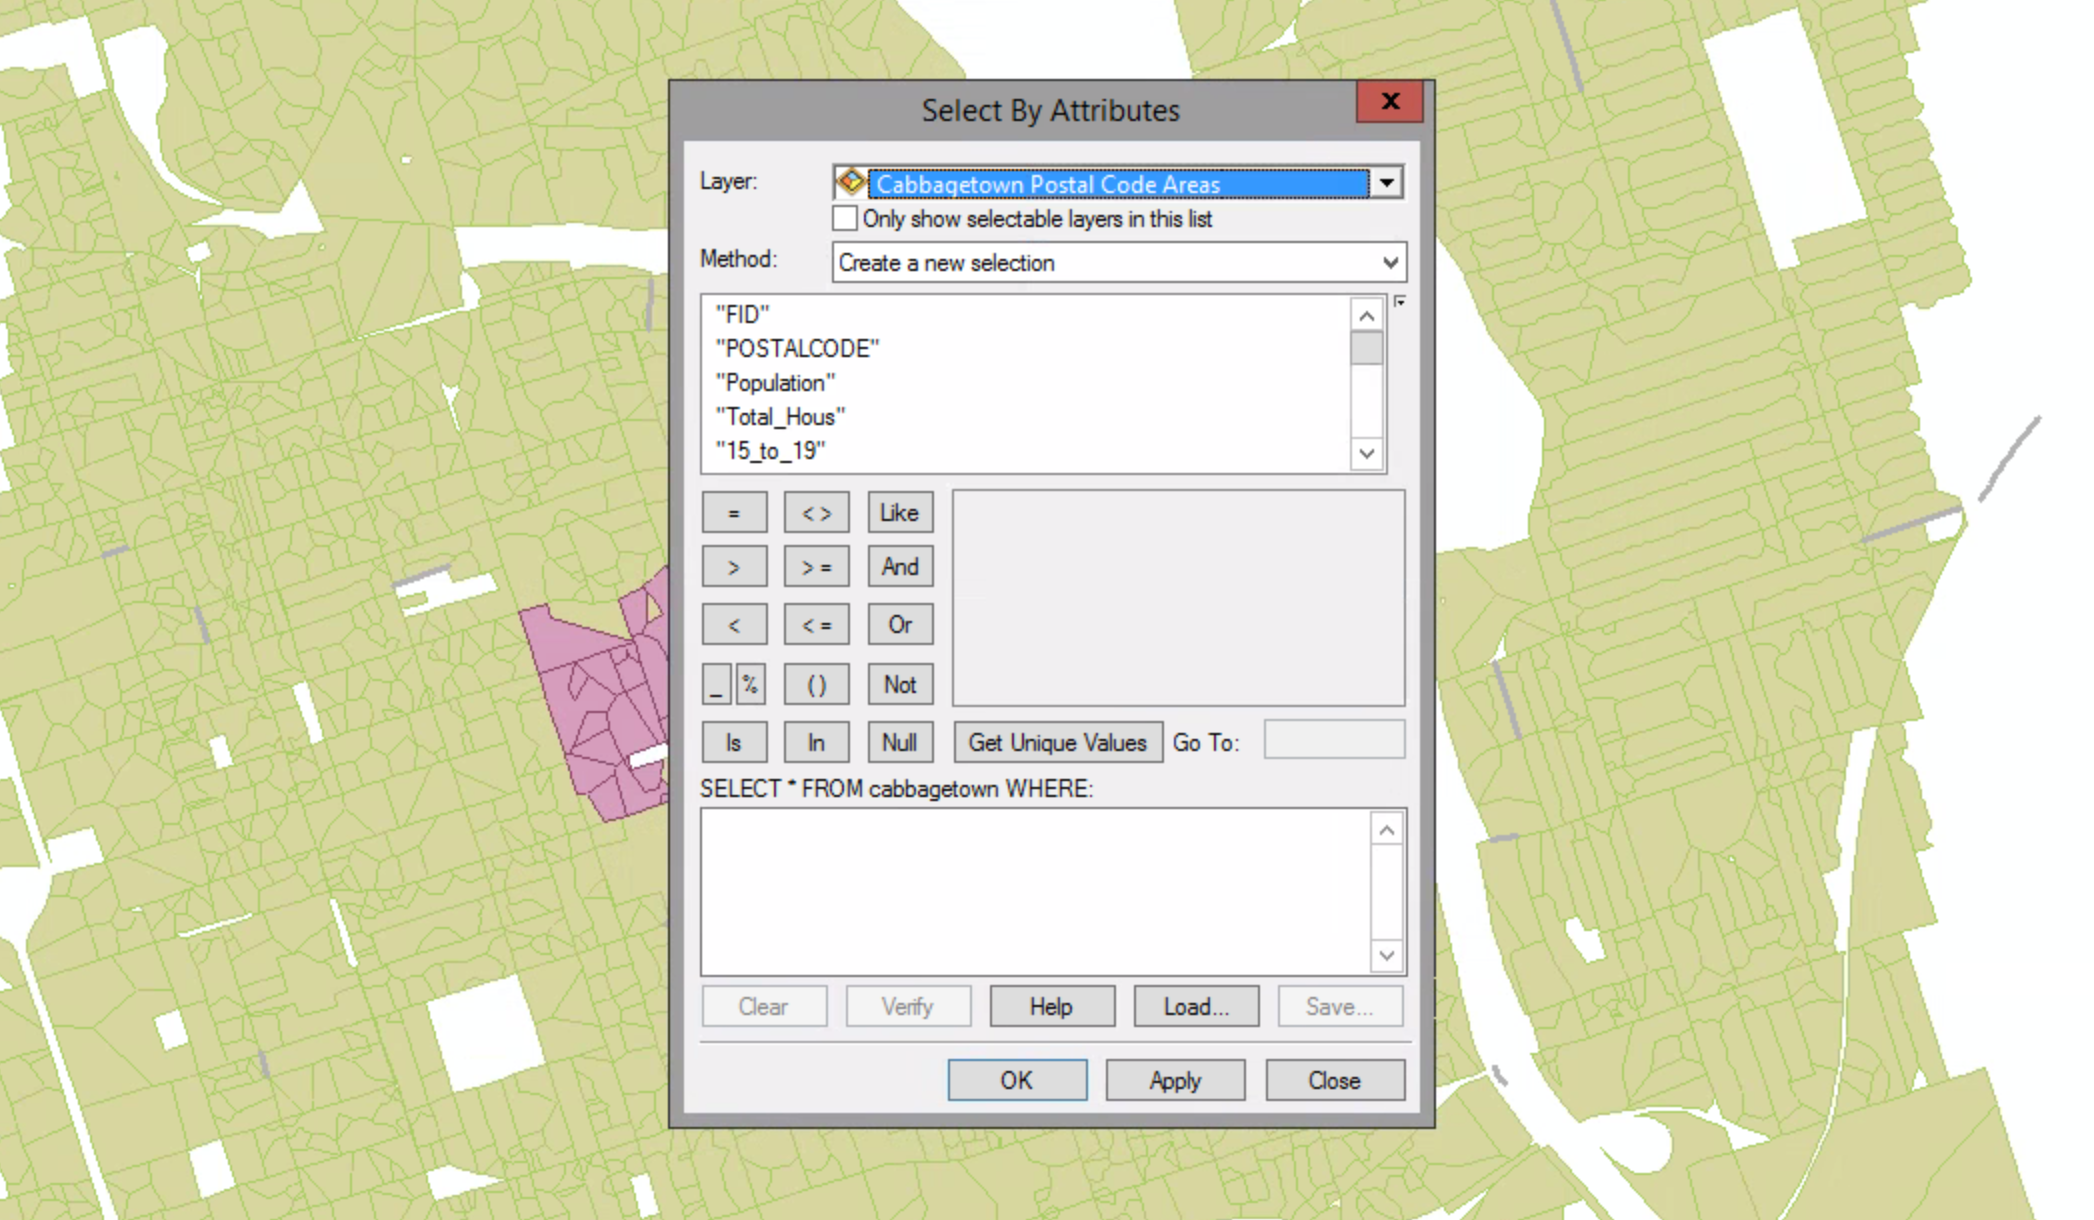 Select By Attributes
X
Layer:
Cabbagetown Postal Code Areas
Only show selectable layers in this list
Method:
Create a new selection
"FID"
"POSTALCODE"
"Population"
"Total_Hous"
"15_to_19"
= < > Like
> > = And
< < = Or
_ % ( ) Not
Is In Null Get Unique Values Go To:
SELECT * FROM cabbagetown WHERE:
Clear Verify Help Load... Save...
OK Apply Close